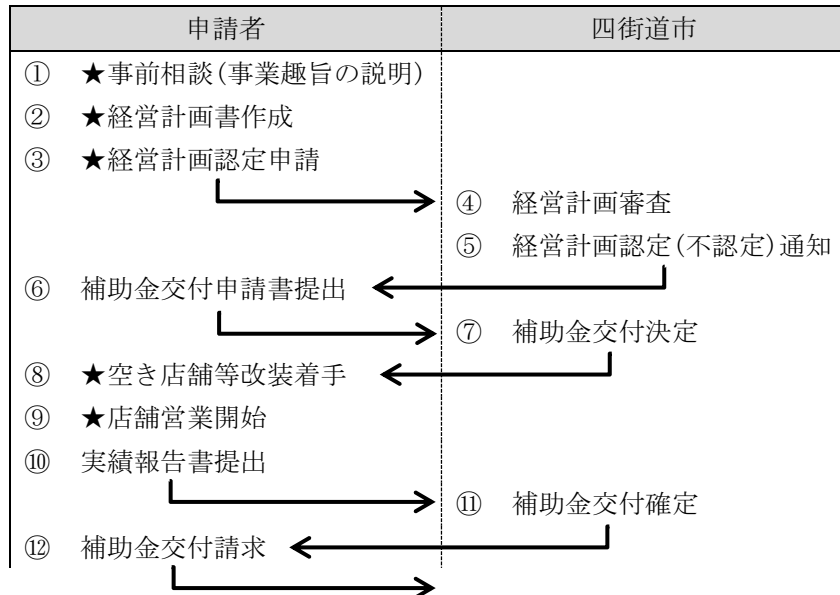 申請者 四街道市
① ★事前相談(事業趣旨の説明)
② ★経営計画書作成
③ ★経営計画認定申請
④ 経営計画審査
⑤ 経営計画認定(不認定)通知
⑥ 補助金交付申請書提出
⑦ 補助金交付決定
⑧ ★空き店舗等改装着手
⑨ ★店舗営業開始
⑩ 実績報告書提出
⑪ 補助金交付確定
⑫ 補助金交付請求